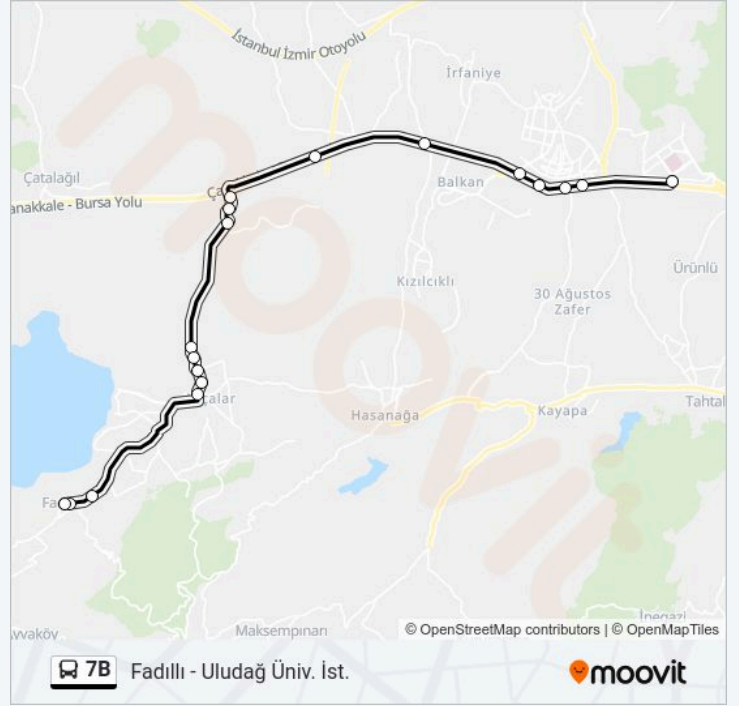 İstanbul İzmir Otoyolu
İrfaniye
Çatalağıl
Balkan
anakkale - Bursa Yolu
Kızılcıklı
Ürünlü
30 Ağustos
Zafer
Hasanağa
Kayapa
Tahtal
moovit
Maksempınarı
© OpenStreetMap contributors | © OpenMapTiles
7B
Fadıllı - Uludağ Üniv. İst.
moovit